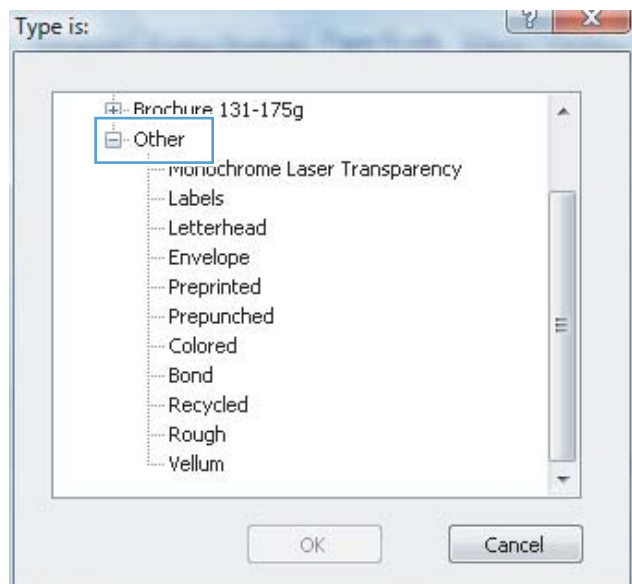 Type is:
Brochure 131-175g
Other
Monochrome Laser Transparency
Labels
Letterhead
Envelope
Preprinted
Prepunched
Colored
Bond
Recycled
Rough
Vellum
OK Cancel